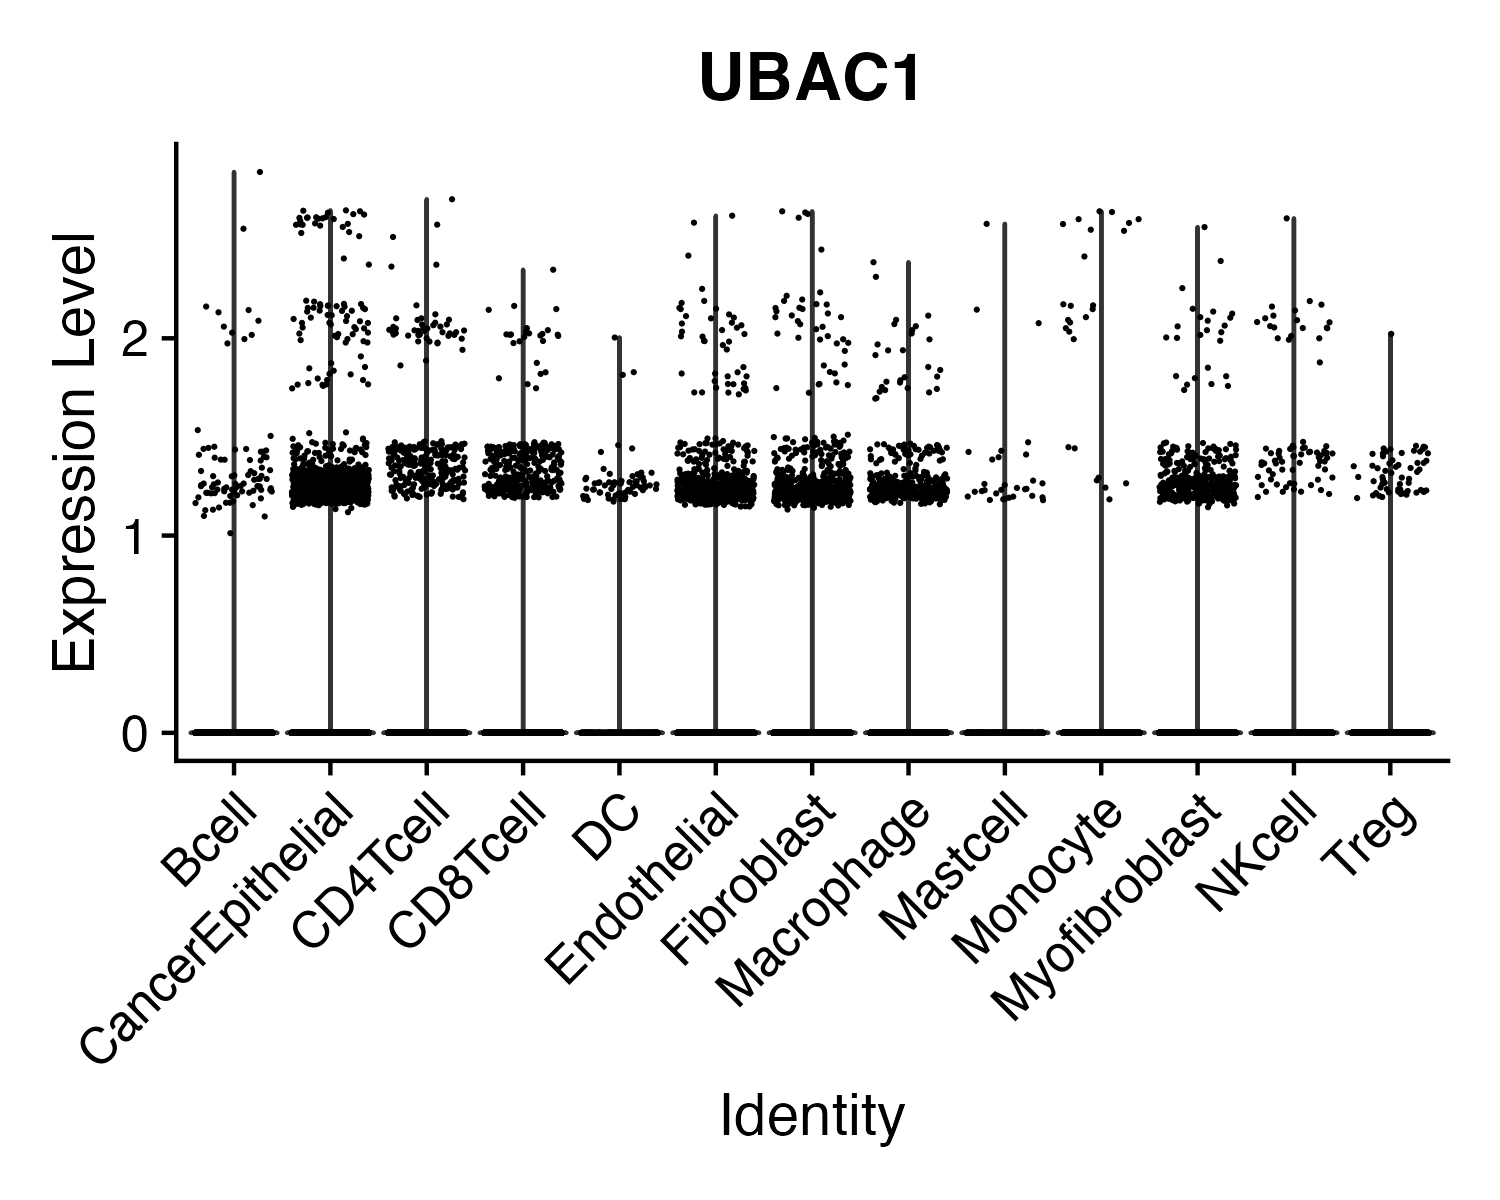 UBAC1
Expression Level
2
1
0
Bcell
CancerEpithelial
CD4Tcell
CD8Tcell
DC
Endothelial
Fibroblast
Macrophage
Mastcell
Monocyte
Myofibroblast
NKcell
Treg
Identity